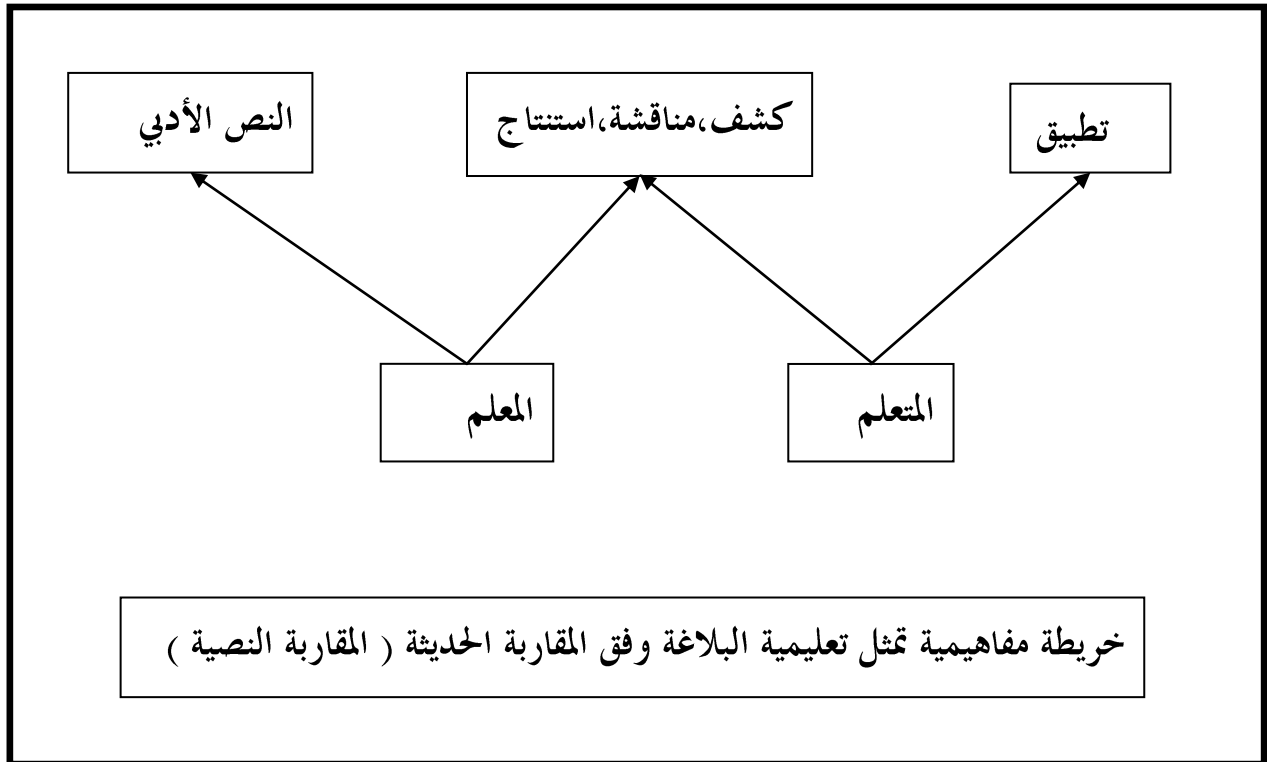 تطبيق
كشف،مناقشة،استنتاج
النص الأدبي
المتعلم
المعلم
خريطة مفاهيمية تمثل تعليمية البلاغة وفق المقاربة الحديثة ( المقاربة النصية )